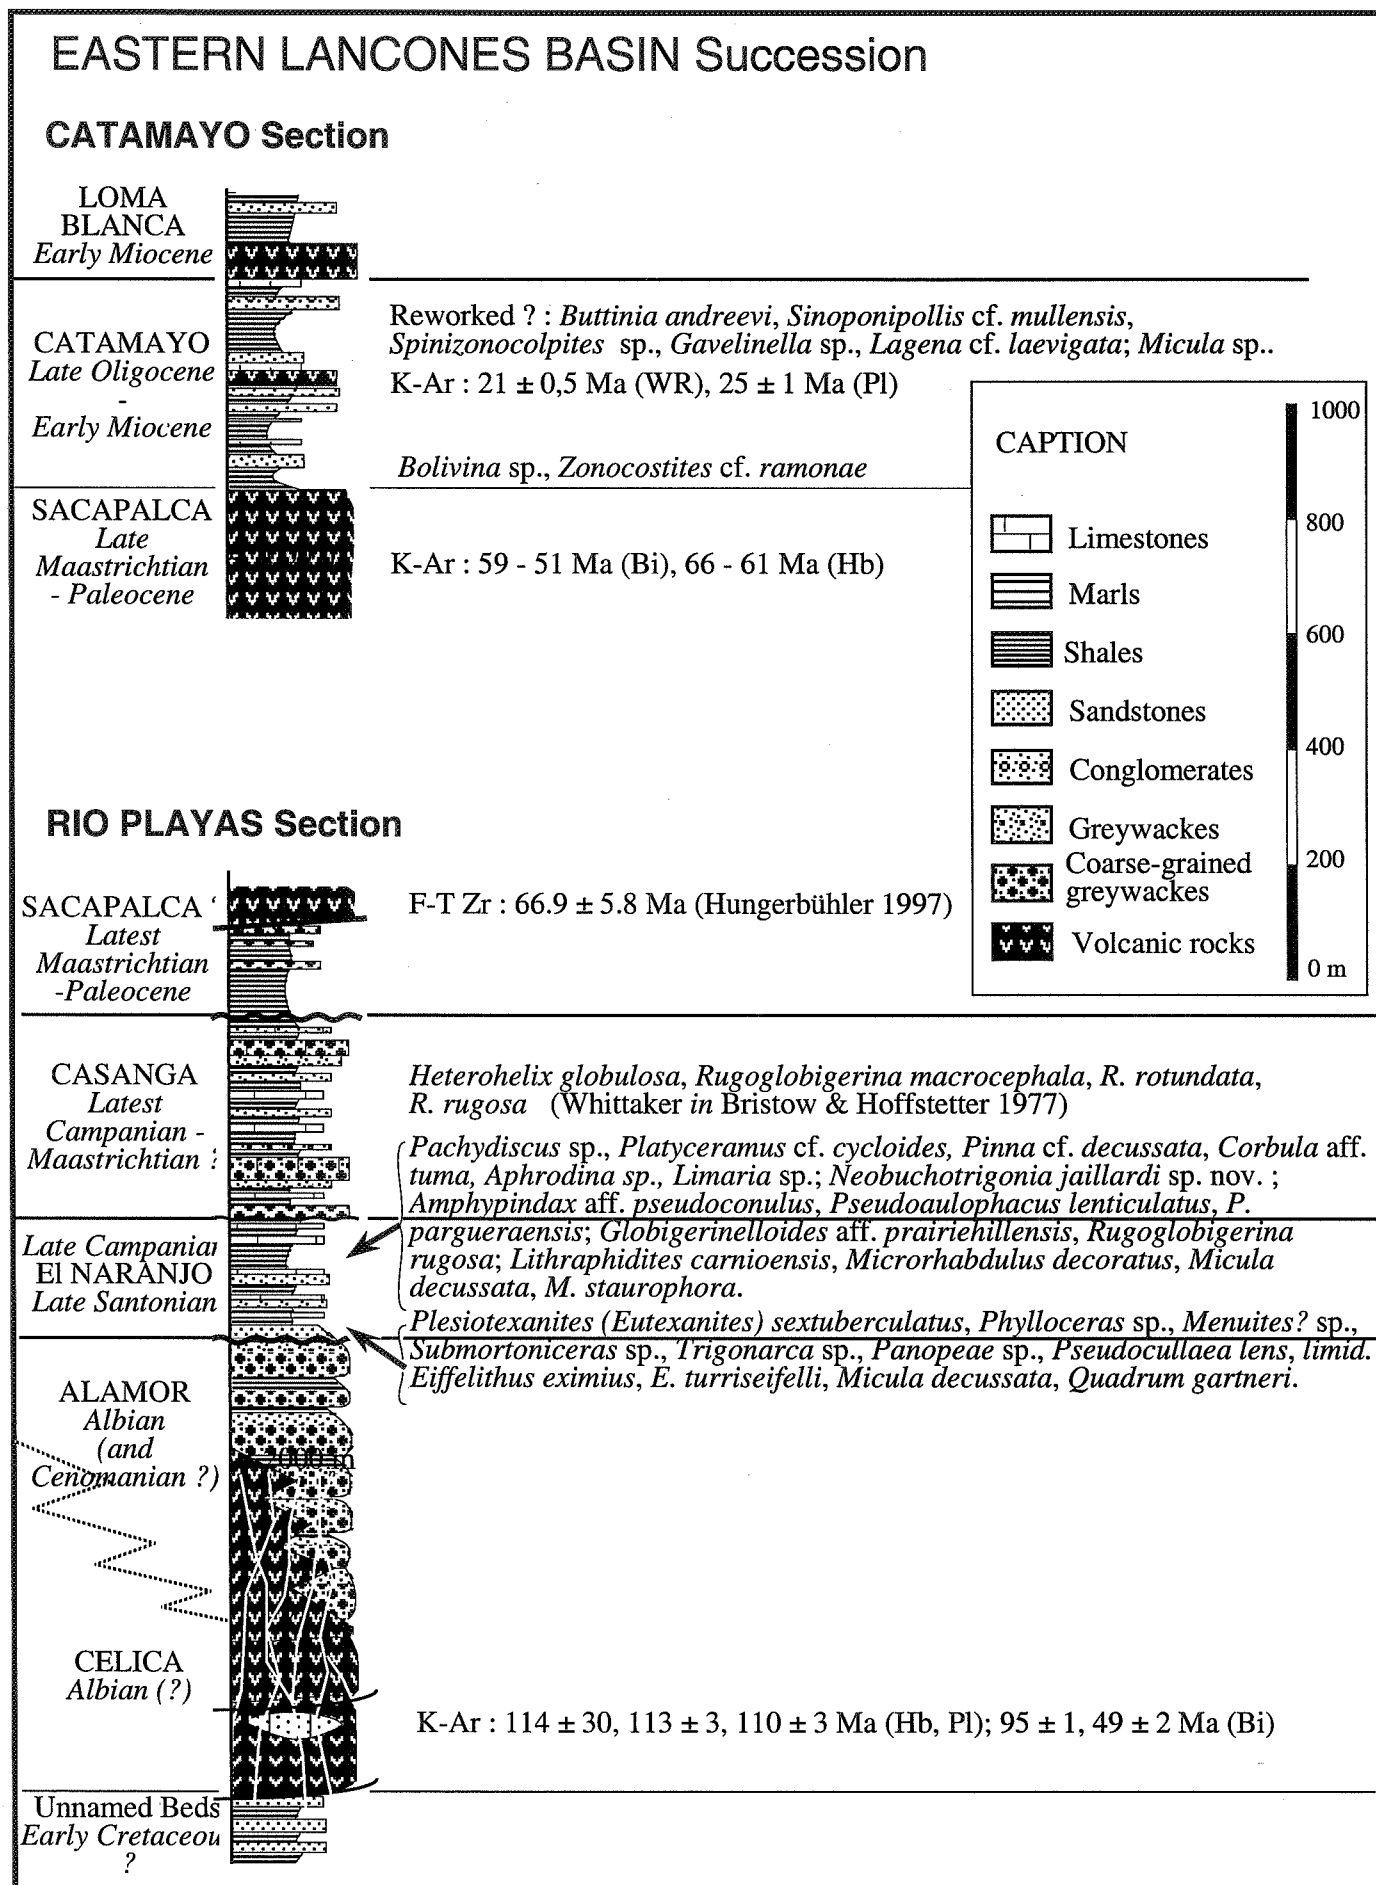 EASTERN LANCONES BASIN Succession
CATAMAYO Section
LOMA
BLANCA
Early Miocene
CATAMAYO
Late Oligocene
-
Early Miocene
Reworked ? : Buttinia andreevi, Sinoponipollis cf. mullensis,
Spinizonocolpites sp., Gavelinella sp., Lagena cf. laevigata; Micula sp..
K-Ar : 21 ± 0,5 Ma (WR), 25 ± 1 Ma (Pl)
Bolivina sp., Zonocostites cf. ramonae
SACAPALCA
Late
Maastrichtian
- Paleocene
K-Ar : 59 - 51 Ma (Bi), 66 - 61 Ma (Hb)
CAPTION
Limestones
Marls
Shales
Sandstones
Conglomerates
Greywackes
Coarse-grained
greywackes
Volcanic rocks
1000
800
600
400
200
0 m
RIO PLAYAS Section
SACAPALCA
Latest
Maastrichtian
-Paleocene
F-T Zr : 66.9 ± 5.8 Ma (Hungerbühler 1997)
CASANGA
Latest
Campanian -
Maastrichtian ?
Heterohelix globulosa, Rugoglobigerina macrocephala, R. rotundata,
R. rugosa (Whittaker in Bristow & Hoffstetter 1977)
Pachydiscus sp., Platyceramus cf. cycloides, Pinna cf. decussata, Corbula aff.
tuma, Aphrodina sp., Limaria sp.; Neobuchotrigonia jaillardi sp. nov. ;
Amphypindax aff. pseudoconulus, Pseudoaulophacus lenticulatus, P.
pargueraensis; Globigerinelloides aff. prairiehillensis, Rugoglobigerina
rugosa; Lithraphidites carnioensis, Microrhabdulus decoratus, Micula
decussata, M. staurophora.
Late Campanian
El NARANJO
Late Santonian
Plesiotexanites (Eutexanites) sextuberculatus, Phylloceras sp., Menuites? sp.,
Submortoniceras sp., Trigonarca sp., Panopeae sp., Pseudocullaea lens, limid.
Eiffelithus eximius, E. turriseifelli, Micula decussata, Quadrum gartneri.
ALAMOR
Albian
(and
Cenomanian ?)
CELICA
Albian (?)
K-Ar : 114 ± 30, 113 ± 3, 110 ± 3 Ma (Hb, Pl); 95 ± 1, 49 ± 2 Ma (Bi)
Unnamed Beds
Early Cretaceou
?